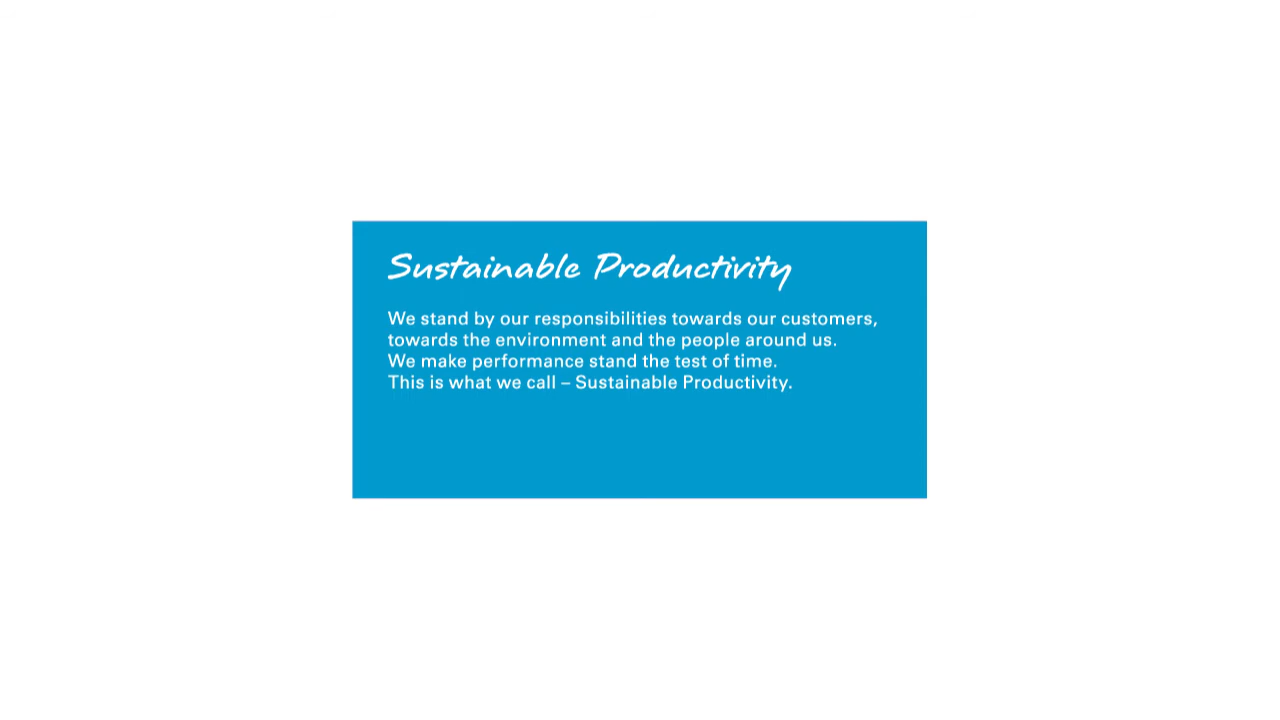 Sustainable Productivity
We stand by our responsibilities towards our customers,
towards the environment and the people around us.
We make performance stand the test of time.
This is what we call – Sustainable Productivity.